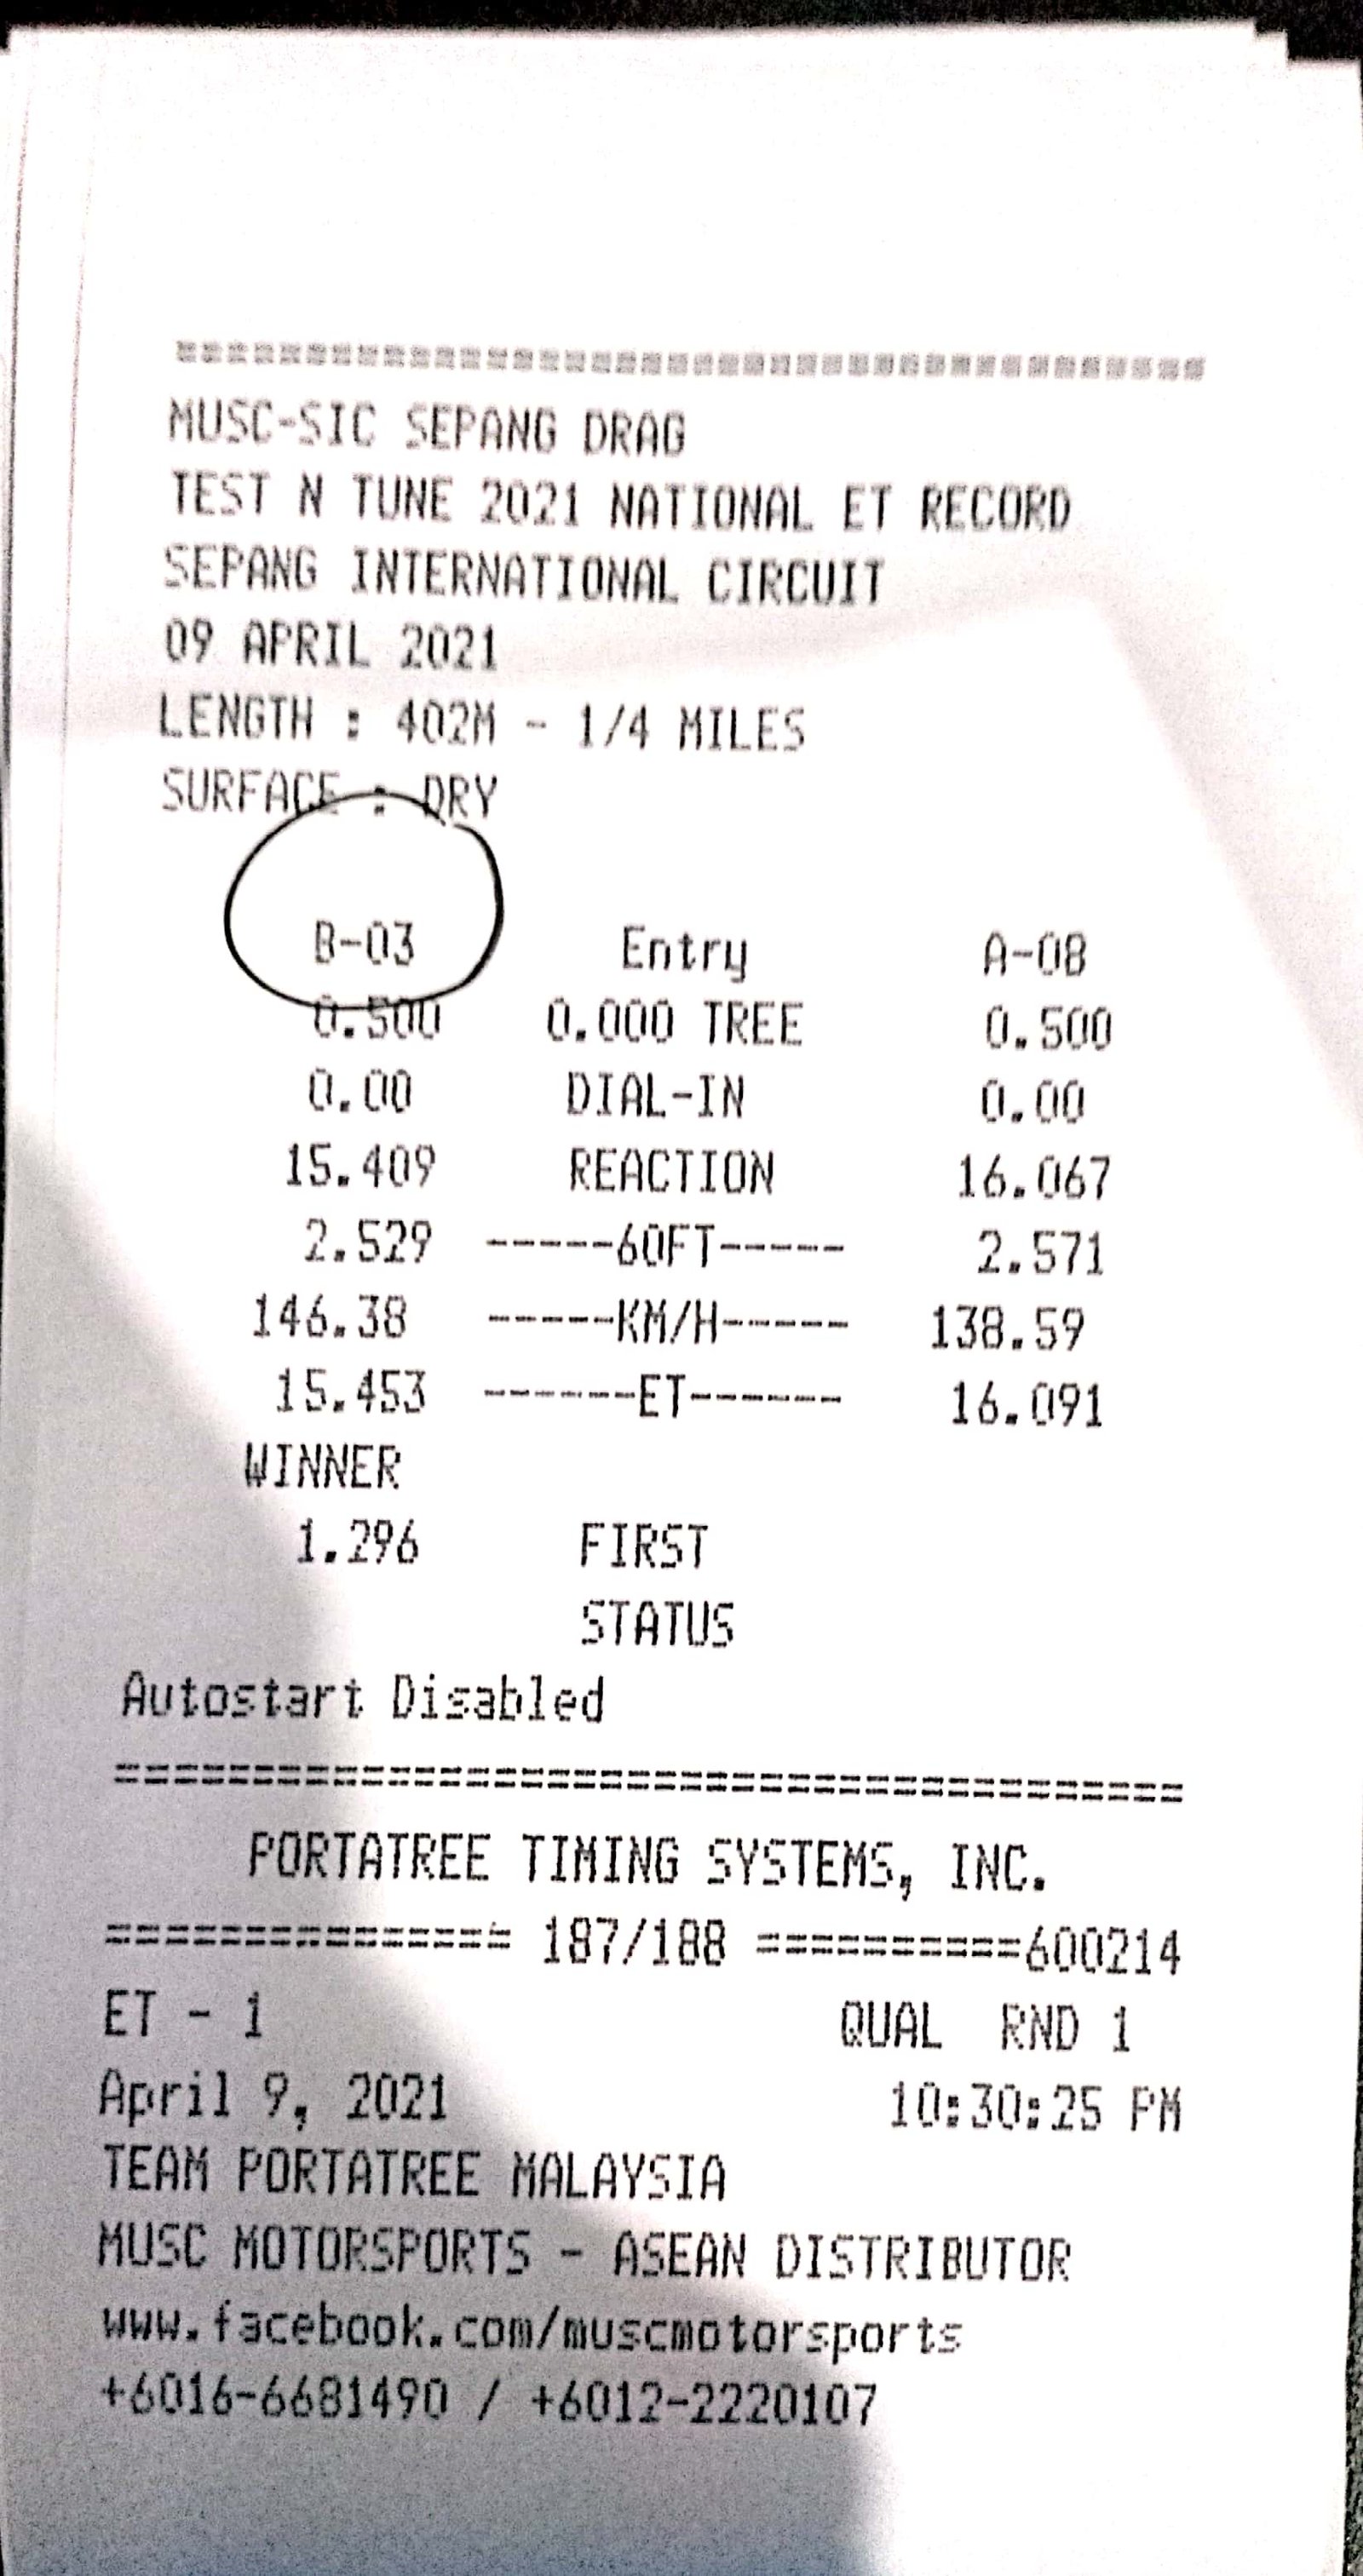 ========================================
MUSC-SIC SEPANG DRAG
TEST N TUNE 2021 NATIONAL ET RECORD
SEPANG INTERNATIONAL CIRCUIT
09 APRIL 2021
LENGTH : 402M - 1/4 MILES
SURFACE : DRY
B-03 Entry A-08
0.500 0.000 TREE 0.500
0.00 DIAL-IN 0.00
15.409 REACTION 16.067
2.529 -----60FT----- 2.571
146.38 -----KM/H----- 138.59
15.453 ------ET------ 16.091
WINNER
1.296 FIRST
STATUS
Autostart Disabled
========================================
PORTATREE TIMING SYSTEMS, INC.
=============== 187/188 ==========600214
ET - 1 QUAL RND 1
April 9, 2021 10:30:25 PM
TEAM PORTATREE MALAYSIA
MUSC MOTORSPORTS - ASEAN DISTRIBUTOR
www.facebook.com/muscmotorsports
+6016-6681490 / +6012-2220107